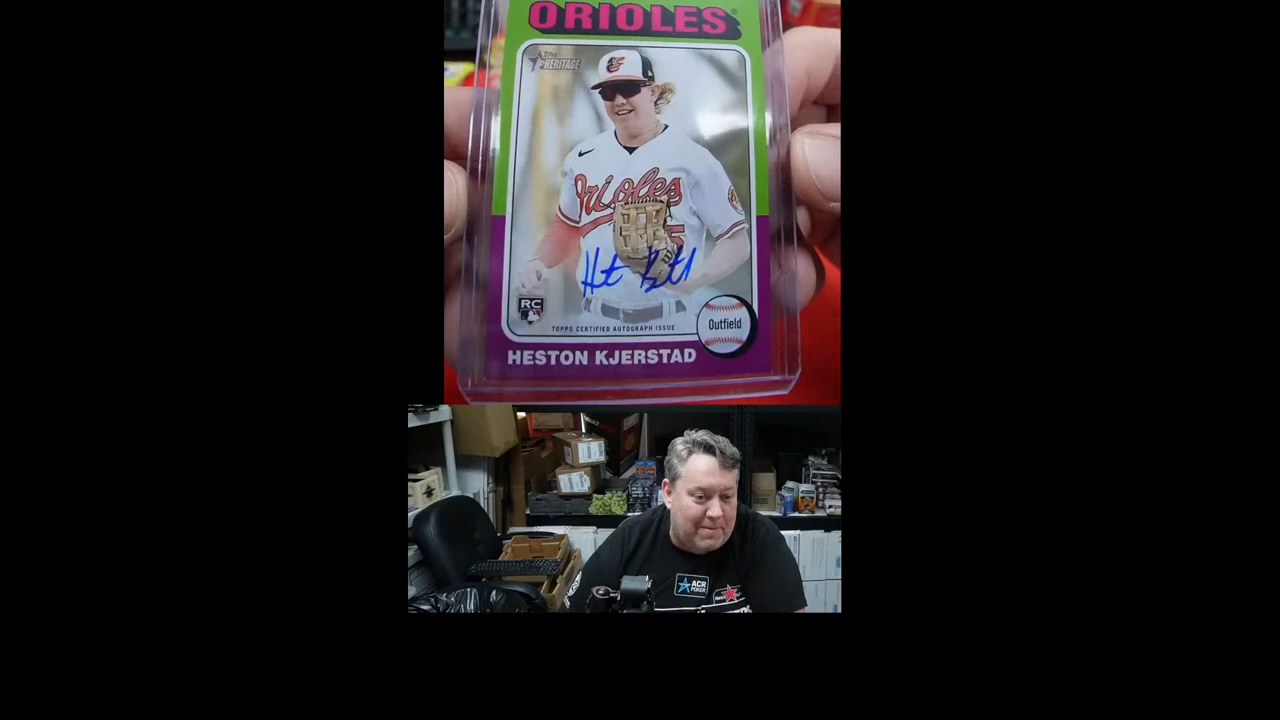 ORIOLES
Topps HERITAGE
Orioles
RC
TOPPS CERTIFIED AUTOGRAPH ISSUE
Outfield
HESTON KJERSTAD
ACR
POKER